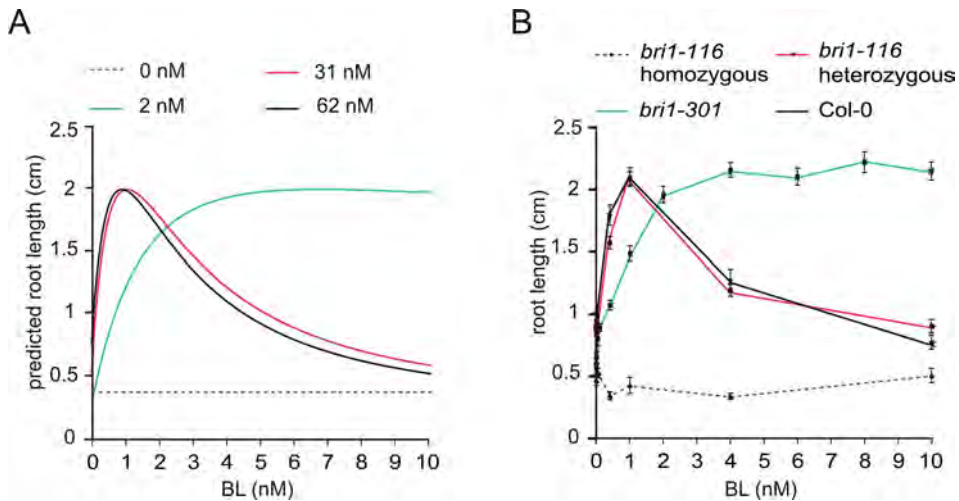 A
0 nM
31 nM
2 nM
62 nM
predicted root length (cm)
2.5
2
1.5
1
0.5
0
0 1 2 3 4 5 6 7 8 9 10
BL (nM)
B
bri1-116 homozygous
bri1-116 heterozygous
bri1-301
Col-0
root length (cm)
2.5
2
1.5
1
0.5
0
0 1 2 3 4 5 6 7 8 9 10
BL (nM)